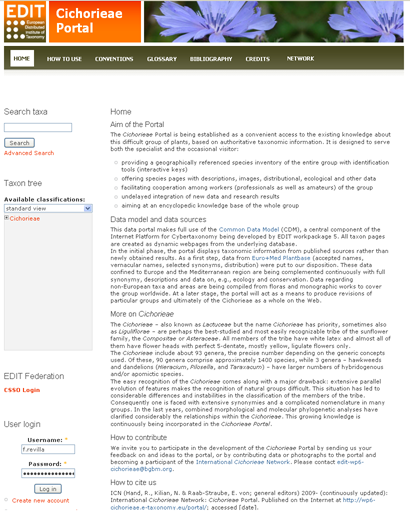 EDIT
European
Distributed
Institute of
Taxonomy
Cichorieae
Portal
HOME
HOW TO USE
CONVENTIONS
GLOSSARY
BIBLIOGRAPHY
CREDITS
NETWORK
Search taxa
Search
Advanced Search
Taxon tree
Available classifications:
standard view
Cichorieae
EDIT Federation
CSSO Login
User login
Username: *
f.revilla
Password: *
Log in
Create new account
Home
Aim of the Portal
The Cichorieae Portal is being established as a convenient access to the existing knowledge about
this difficult group of plants, based on authoritative taxonomic information. It is designed to serve
both the specialist and the occasional visitor:
providing a geographically referenced species inventory of the entire group with identification
tools (interactive keys)
offering species pages with descriptions, images, distributional, ecological and other data
facilitating cooperation among workers (professionals as well as amateurs) of the group
undelayed integration of new data and research results
aiming at an encyclopedic knowledge base of the whole group
Data model and data sources
This data portal makes full use of the Common Data Model (CDM), a central component of the
Internet Platform for Cybertaxonomy being developed by EDIT workpackage 5. All taxon pages
are created as dynamic webpages from the underlying database.
In the initial phase, the portal displays taxonomic information from published sources rather than
newly obtained results. As a first step, data from Euro+Med Plantbase (accepted names,
vernacular names, selected synonyms, distribution) were put to our disposition. These data
confined to Europe and the Mediterranean region are being complemented continuously with full
synonymy, descriptions and data on, e.g., ecology and conservation. Data regarding
non-European taxa and areas are being compiled from floras and monographic works to cover
the group worldwide. At a later stage, the portal will act as a means to produce revisions of
particular groups and ultimately of the Cichorieae as a whole on the Web.
More on Cichorieae
The Cichorieae – also known as Lactuceae but the name Cichorieae has priority, sometimes also
as Liguliflorae – are perhaps the best-studied and most easily recognizable tribe of the sunflower
family, the Compositae or Asteraceae. All members of the tribe have white latex and almost all of
them have flower heads with perfect 5-dentate, mostly yellow, ligulate flowers only.
The Cichorieae include about 93 genera, the precise number depending on the generic concepts
used. Of these, 90 genera comprise approximately 1400 species, while 3 genera – hawkweeds
and dandelions (Hieracium, Pilosella, and Taraxacum) – have larger numbers of hybridogenous
and/or apomictic species.
The easy recognition of the Cichorieae comes along with a major drawback: extensive parallel
evolution of features makes the recognition of natural groups difficult. This situation has led to
considerable differences and instabilities in the classification of the members of the tribe.
Consequently one is faced with extensive synonymies and a complicated nomenclature in many
groups. In the last years, combined morphological and molecular phylogenetic analyses have
clarified considerably the relationships within the Cichorieae. This growing knowledge is
continuously being incorporated in the Cichorieae Portal.
How to contribute
We invite you to participate in the development of the Cichorieae Portal by sending us your
feedback on and ideas to the portal, or by contributing data or photographs to the portal and
becoming a participant of the International Cichorieae Network. Please contact edit-wp6-
cichorieae@bgbm.org.
How to cite us
ICN (Hand, R., Kilian, N. & Raab-Straube, E. von; general editors) 2009- (continuously updated):
International Cichorieae Network: Cichorieae Portal. Published on the Internet at http://wp6-
cichorieae.e-taxonomy.eu/portal/; accessed [date].